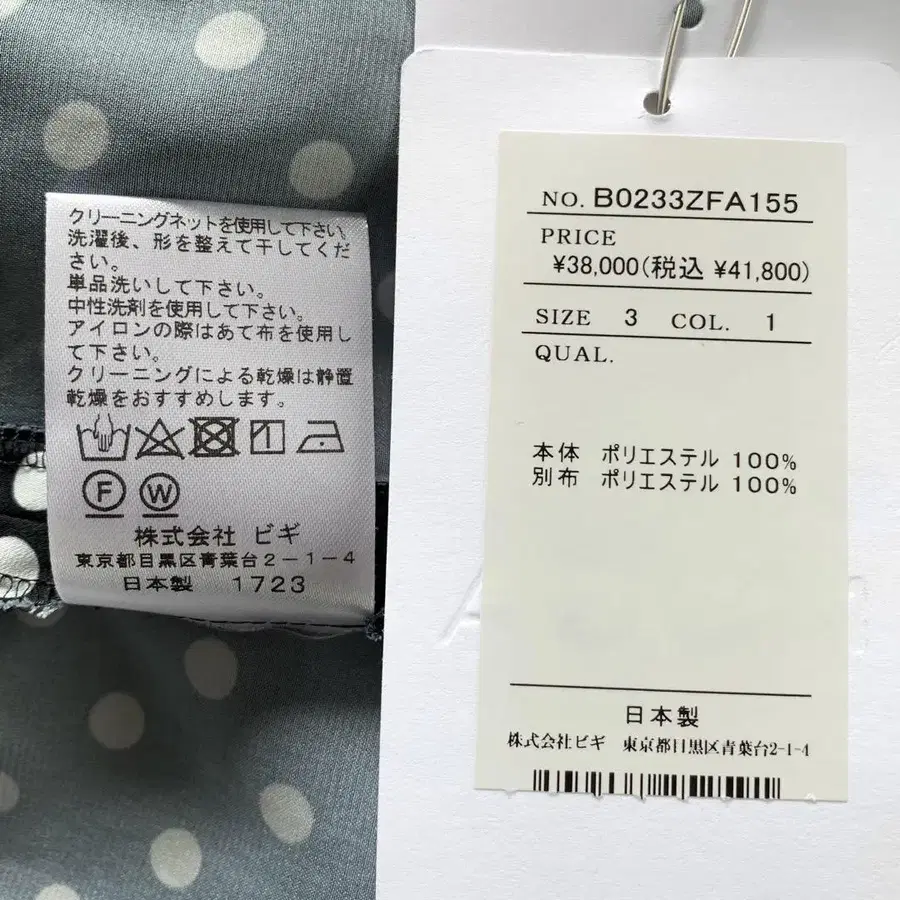 クリーニングネットを使用して下さい。
洗濯後、形を整えて干してくだ
さい。
単品洗いして下さい。
中性洗剤を使用して下さい。
アイロンの際はあて布を使用し
て下さい。
クリーニングによる乾燥は静置
乾燥をおすすめします。
F W
株式会社 ビギ
東京都目黒区青葉台2-1-4
日本製 1723
NO. B0233ZFA155
PRICE
¥38,000(税込 ¥41,800)
SIZE 3 COL. 1
QUAL.
本体 ポリエステル 100%
別布 ポリエステル 100%
日本製
株式会社ビギ 東京都目黒区青葉台2-1-4